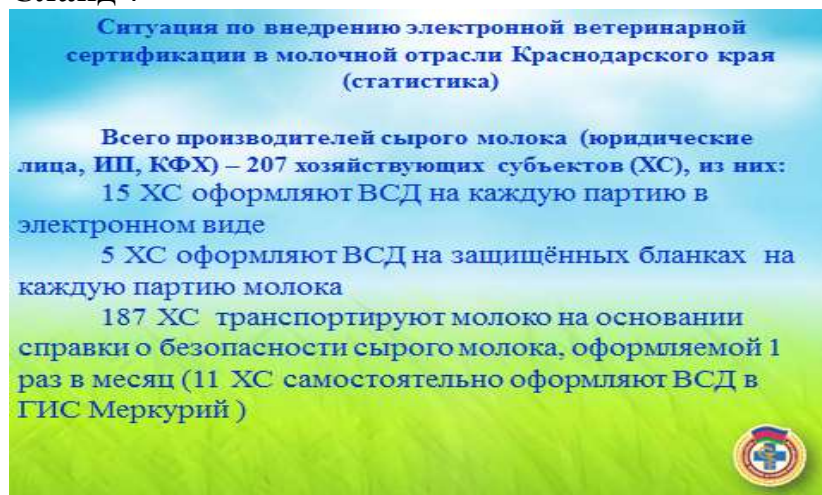 Ситуация по внедрению электронной ветеринарной
сертификации в молочной отрасли Краснодарского края
(статистика)
Всего производителей сырого молока (юридические
лица, ИП, КФХ) – 207 хозяйствующих субъектов (ХС), из них:
15 ХС оформляют ВСД на каждую партию в
электронном виде
5 ХС оформляют ВСД на защищённых бланках на
каждую партию молока
187 ХС транспортируют молоко на основании
справки о безопасности сырого молока, оформляемой 1
раз в месяц (11 ХС самостоятельно оформляют ВСД в
ГИС Меркурий )